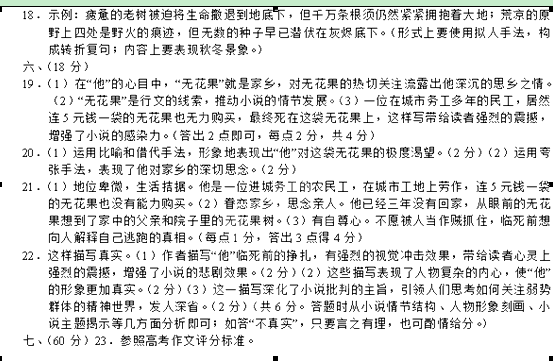 18．示例：疲惫的老树被迫将生命撤退到地底下，但千万条根须仍然紧紧拥抱着大地；荒凉的原
野上四处是野火的痕迹，但无数的种子早已潜伏在灰烬底下。（形式上要使用拟人手法，构
成转折复句；内容上要表现秋冬景象。）
六、（18 分）
19．（1）在“他”的心目中，“无花果”就是家乡，对无花果的热切关注流露出他深沉的思乡之情。
（2）“无花果”是行文的线索，推动小说的情节发展。（3）一位在城市务工多年的民工，居然
连5元钱一袋的无花果也无力购买，最终死在这袋无花果上，这样写带给读者强烈的震撼，
增强了小说的感染力。（答出2点即可，每点2分，共4分）
20．（1）运用比喻和借代手法，形象地表现出“他”对这袋无花果的极度渴望。（2分）（2）运用夸
张手法，表现了他对家乡的深切思念。（2分）
21．（1）地位卑微，生活拮据。他是一位进城务工的农民工，在城市工地上劳作，连5元钱一袋
的无花果也没有能力购买。（2）眷恋家乡，思念亲人。他已经三年没有回家，从眼前的无花
果想到了家中的父亲和院子里的无花果树。（3）有自尊心。不愿被人当作贼抓住，临死前想
向人解释自己逃跑的真相。（每点1分，答出3点得4分）
22．这样描写真实。（1）作者描写“他”临死前的挣扎，有强烈的视觉冲击效果，带给读者心灵上
强烈的震撼，增强了小说的悲剧效果。（2分）（2）这些描写表现了人物复杂的内心，使“他”
的形象更加真实。（2分）（3）这一描写深化了小说批判的主旨，引领人们思考如何关注弱势
群体的精神世界，发人深省。（2分）（共6分。答题时从小说情节结构、人物形象刻画、小
说主题揭示等几方面分析即可；如答“不真实”，只要言之有理，也可酌情给分。）
七、（60 分）23．参照高考作文评分标准。